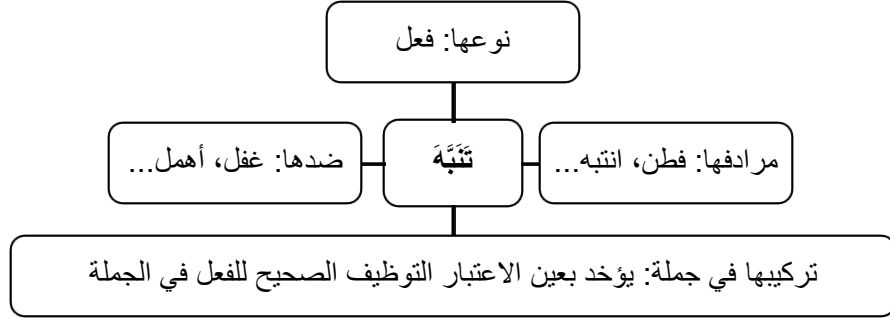 نوعها: فعل
مرادفها: فطن، انتبه...
تَنَبَّهَ
ضدها: غفل، أهمل...
تركيبها في جملة: يؤخد بعين الاعتبار التوظيف الصحيح للفعل في الجملة